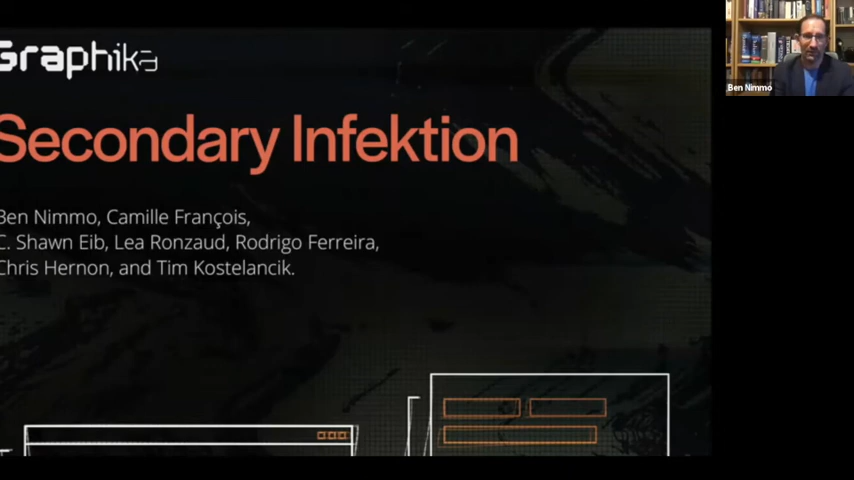 Graphika
Secondary Infektion
Ben Nimmo, Camille François,
C. Shawn Eib, Lea Ronzaud, Rodrigo Ferreira,
Chris Hernon, and Tim Kostelancik.
Ben Nimmo